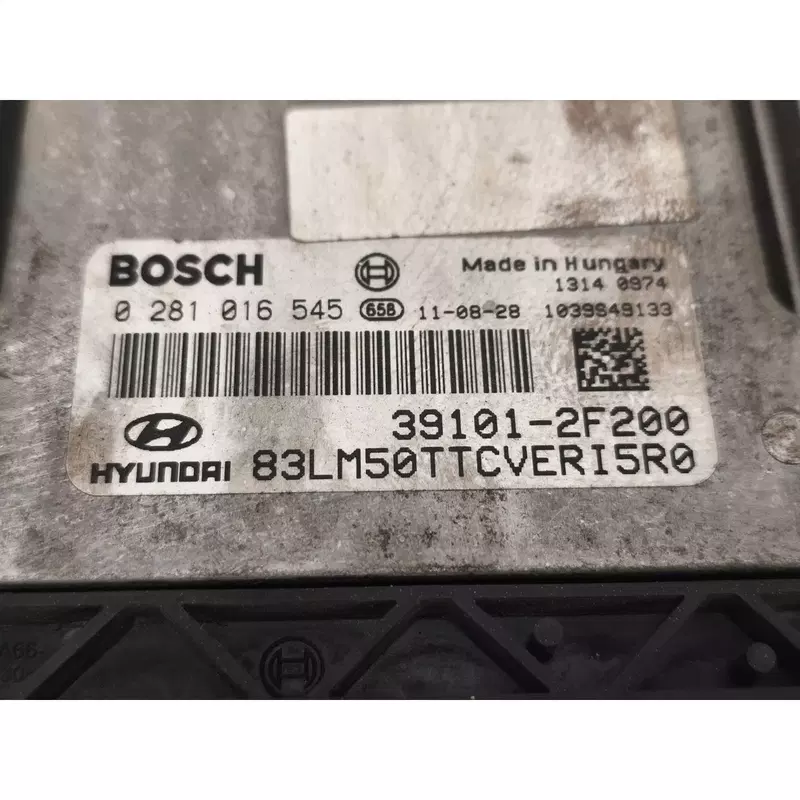 BOSCH
Made in Hungary
1314 0974
0 281 016 545 658 11-08-28 1039S49133
39101-2F200
HYUNDAI 83LM50TTCVERI5R0